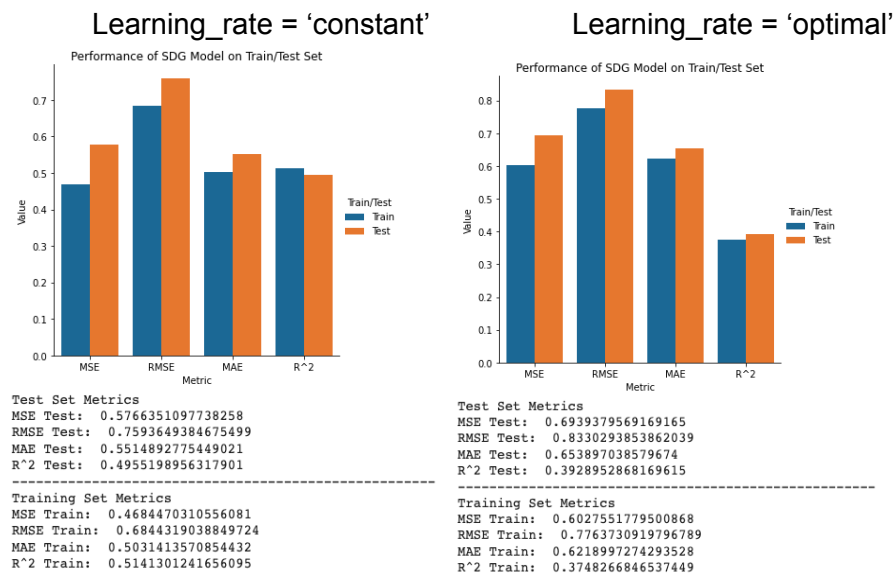 Learning_rate = ‘constant’
Performance of SDG Model on Train/Test Set
Value
0.7
0.6
0.5
0.4
0.3
0.2
0.1
0.0
MSE RMSE MAE R^2
Metric
Train/Test
Train
Test
Test Set Metrics
MSE Test: 0.5766351097738258
RMSE Test: 0.7593649384675499
MAE Test: 0.5514892775449021
R^2 Test: 0.4955198956317901
-----------------------------------------------------
Training Set Metrics
MSE Train: 0.4684470310556081
RMSE Train: 0.6844319038849724
MAE Train: 0.5031413570854432
R^2 Train: 0.5141301241656095
Learning_rate = ‘optimal’
Performance of SDG Model on Train/Test Set
Value
0.8
0.7
0.6
0.5
0.4
0.3
0.2
0.1
0.0
MSE RMSE MAE R^2
Metric
Train/Test
Train
Test
Test Set Metrics
MSE Test: 0.6939379569169165
RMSE Test: 0.8330293853862039
MAE Test: 0.653897038579674
R^2 Test: 0.3928952868169615
-----------------------------------------------------
Training Set Metrics
MSE Train: 0.6027551779500868
RMSE Train: 0.7763730919796789
MAE Train: 0.6218997274293528
R^2 Train: 0.3748266846537449